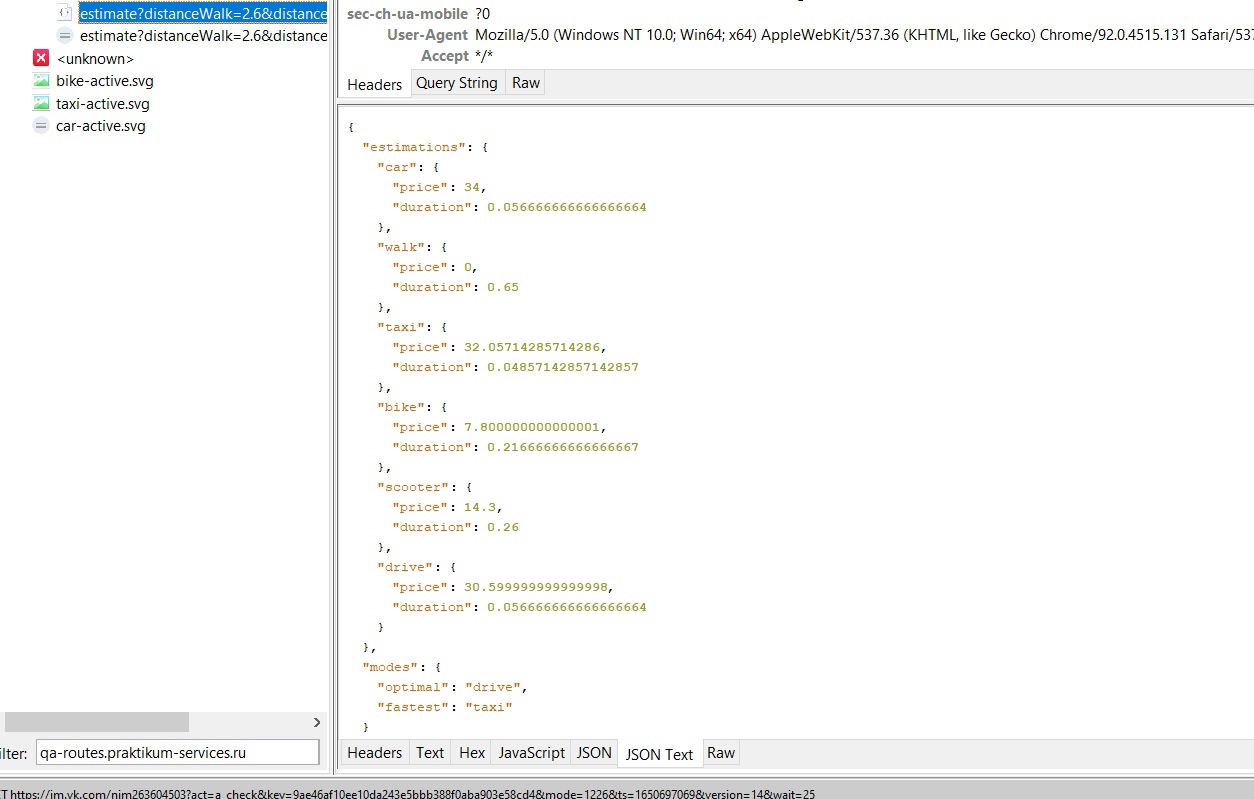 estimate?distanceWalk=2.6&distance
estimate?distanceWalk=2.6&distance
<unknown>
bike-active.svg
taxi-active.svg
car-active.svg
sec-ch-ua-mobile ?0
User-Agent Mozilla/5.0 (Windows NT 10.0; Win64; x64) AppleWebKit/537.36 (KHTML, like Gecko) Chrome/92.0.4515.131 Safari/537
Accept */*
Headers Query String Raw
{
"estimations": {
"car": {
"price": 34,
"duration": 0.056666666666666664
},
"walk": {
"price": 0,
"duration": 0.65
},
"taxi": {
"price": 32.05714285714286,
"duration": 0.04857142857142857
},
"bike": {
"price": 7.800000000000001,
"duration": 0.21666666666666667
},
"scooter": {
"price": 14.3,
"duration": 0.26
},
"drive": {
"price": 30.599999999999998,
"duration": 0.056666666666666664
}
},
"modes": {
"optimal": "drive",
"fastest": "taxi"
}
ilter: qa-routes.praktikum-services.ru
Headers Text Hex JavaScript JSON JSON Text Raw
T https://im.vk.com/nim263604503?act=a_check&key=9ae46af10ee10da243e5bbb388f0aba903e58cd4&mode=1226&ts=1650697069&version=14&wait=25